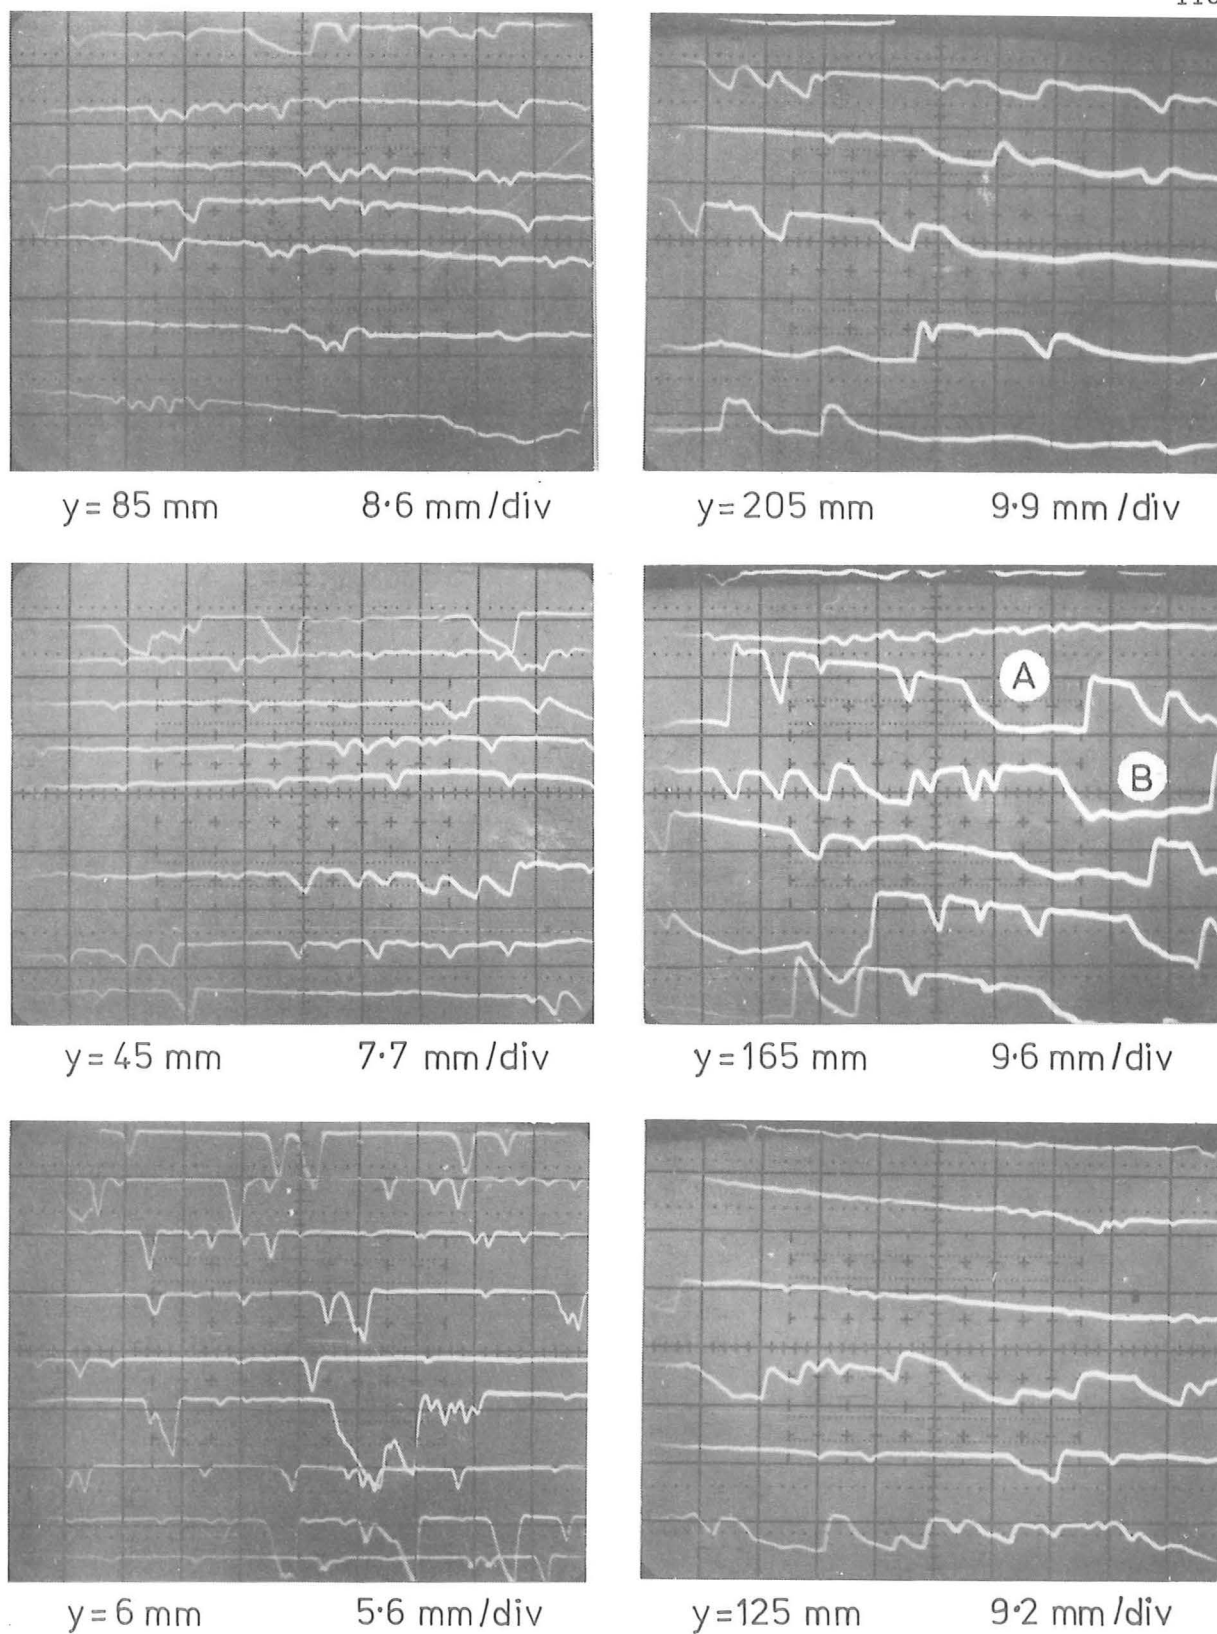 y = 85 mm 8·6 mm/div
y = 205 mm 9·9 mm/div
A
B
y = 45 mm 7·7 mm/div
y = 165 mm 9·6 mm/div
y = 6 mm 5·6 mm/div
y = 125 mm 9·2 mm/div